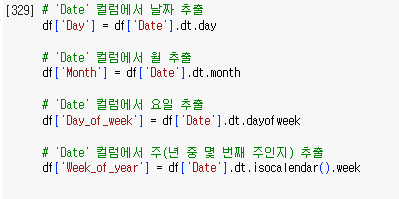 [329] # 'Date' 컬럼에서 날짜 추출
df['Day'] = df['Date'].dt.day
# 'Date' 컬럼에서 월 추출
df['Month'] = df['Date'].dt.month
# 'Date' 컬럼에서 요일 추출
df['Day_of_week'] = df['Date'].dt.dayofweek
# 'Date' 컬럼에서 주(년 중 몇 번째 주인지) 추출
df['Week_of_year'] = df['Date'].dt.isocalendar().week